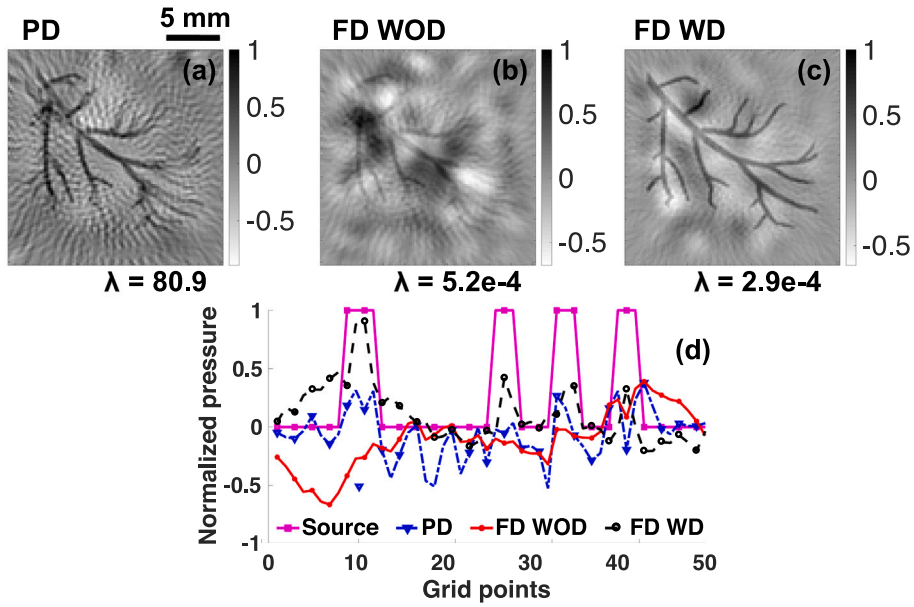 PD 5 mm FD WOD FD WD
(a) 1 0.5 0 -0.5
(b) 1 0.5 0 -0.5
(c) 1 0.5 0 -0.5
λ = 80.9 λ = 5.2e-4 λ = 2.9e-4
(d)
Normalized pressure
1
0.5
0
-0.5
-1
Source PD FD WOD FD WD
0 10 20 30 40 50
Grid points